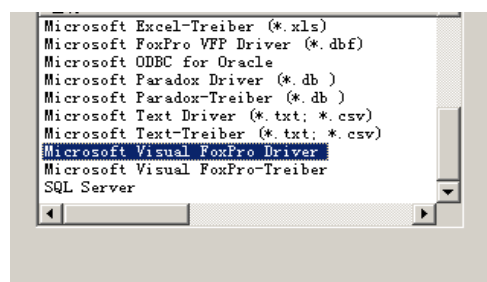 Microsoft Excel-Treiber (*.xls)
Microsoft FoxPro VFP Driver (*.dbf)
Microsoft ODBC for Oracle
Microsoft Paradox Driver (*.db )
Microsoft Paradox-Treiber (*.db )
Microsoft Text Driver (*.txt; *.csv)
Microsoft Text-Treiber (*.txt; *.csv)
Microsoft Visual FoxPro Driver
Microsoft Visual FoxPro-Treiber
SQL Server